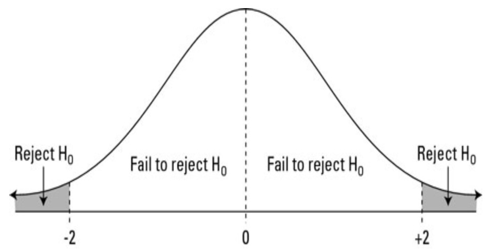 Reject H₀
Fail to reject H₀
Fail to reject H₀
Reject H₀
-2
0
+2